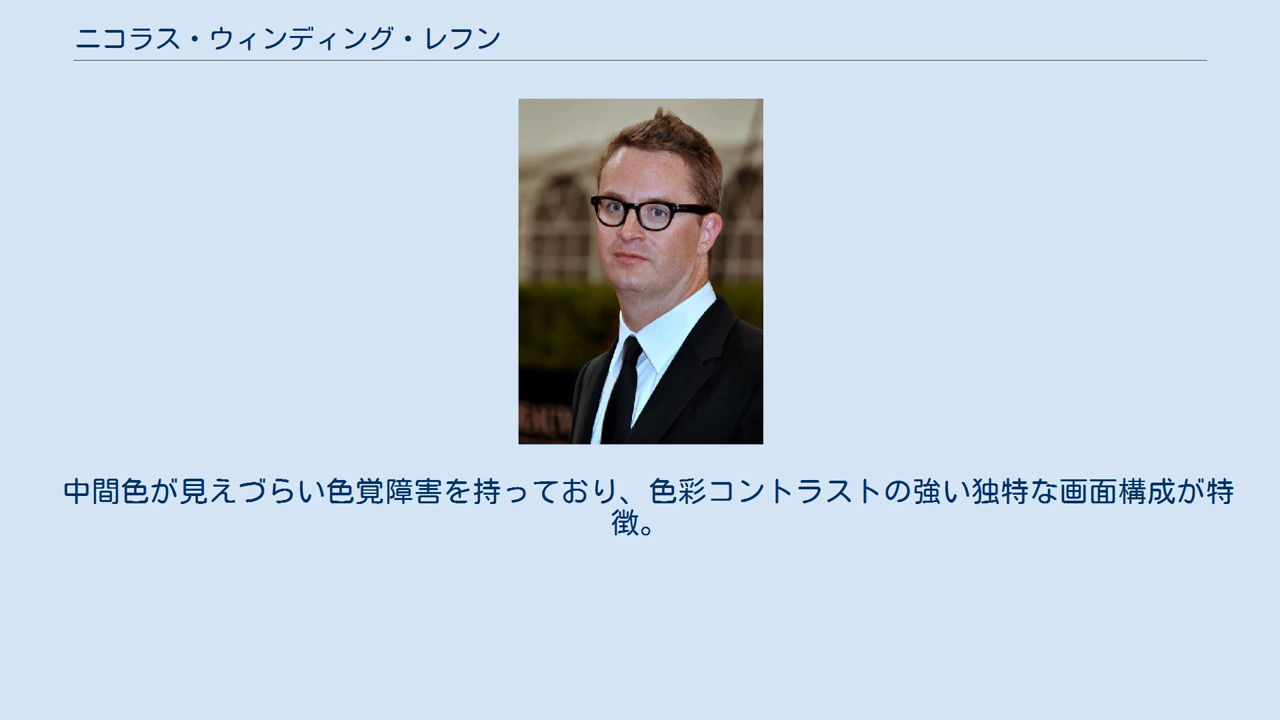 ニコラス・ウィンディング・レフン
中間色が見えづらい色覚障害を持っており、色彩コントラストの強い独特な画面構成が特
徴。